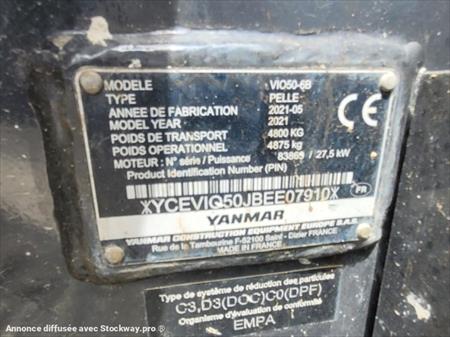 MODELE VIO50-6B
TYPE PELLE
ANNEE DE FABRICATION 2021-05
MODEL YEAR 2021
POIDS DE TRANSPORT 4800 KG
POIDS OPERATIONNEL 4875 kg
MOTEUR : N° série / Puissance 83869 / 27,5 kW
Product Identification Number (PIN)
CE
XYCEVIO50JBEE07910X
FR
YANMAR
YANMAR CONSTRUCTION EQUIPMENT EUROPE S.A.S.
Rue de la Tambourine F-52100 Saint - Dizier FRANCE
MADE IN FRANCE
Type de système de réduction des particules
C3,D3(DOC)C0(DPF)
Organisme d'évaluation de conformité
EMPA
Annonce diffusée avec Stockway.pro ®